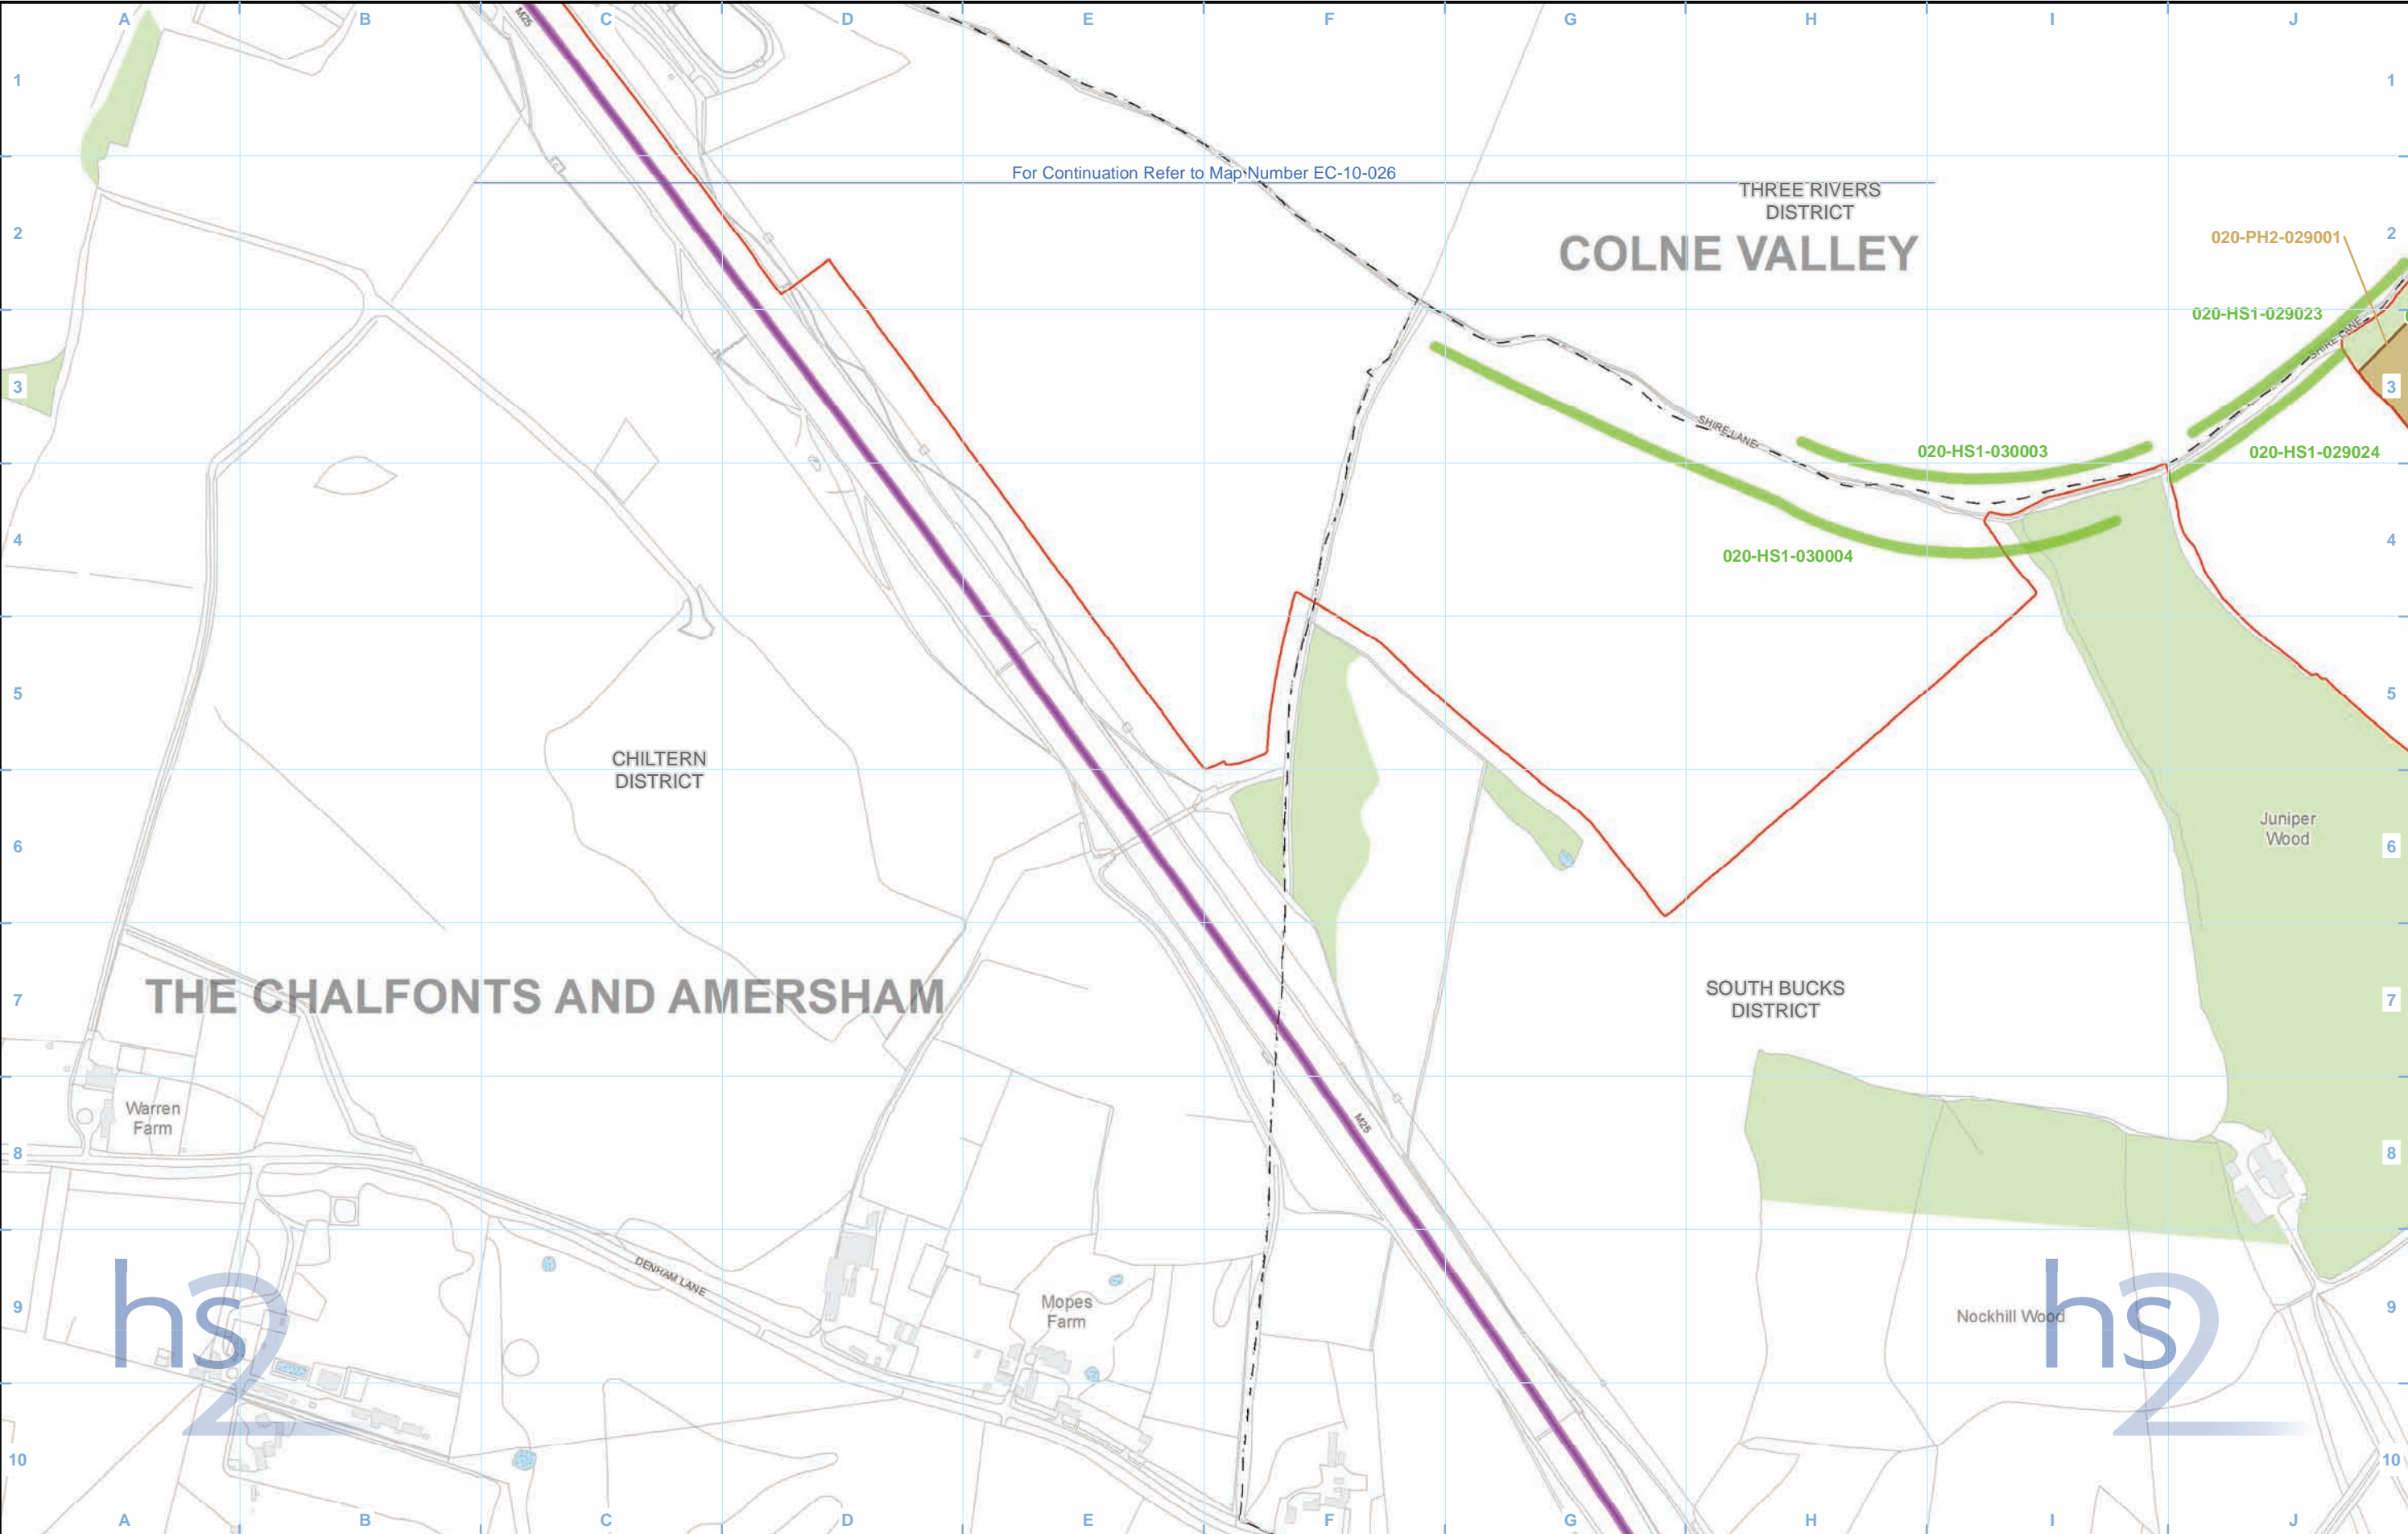 A B C D E F G H I J
M25
1 1
For Continuation Refer to Map Number EC-10-026
THREE RIVERS
DISTRICT
2 2
COLNE VALLEY
020-PH2-029001
020-HS1-029023
SHIRE LANE
3 3
SHIRE LANE
020-HS1-030003
020-HS1-029024
4 4
020-HS1-030004
5 5
CHILTERN
DISTRICT
Juniper
Wood
6 6
THE CHALFONTS AND AMERSHAM
SOUTH BUCKS
DISTRICT
7 7
Warren
Farm
M25
8 8
DENHAM LANE
Mopes
Farm
9 9
Nockhill Wood
hs2
hs2
10 10
A B C D E F G H I J